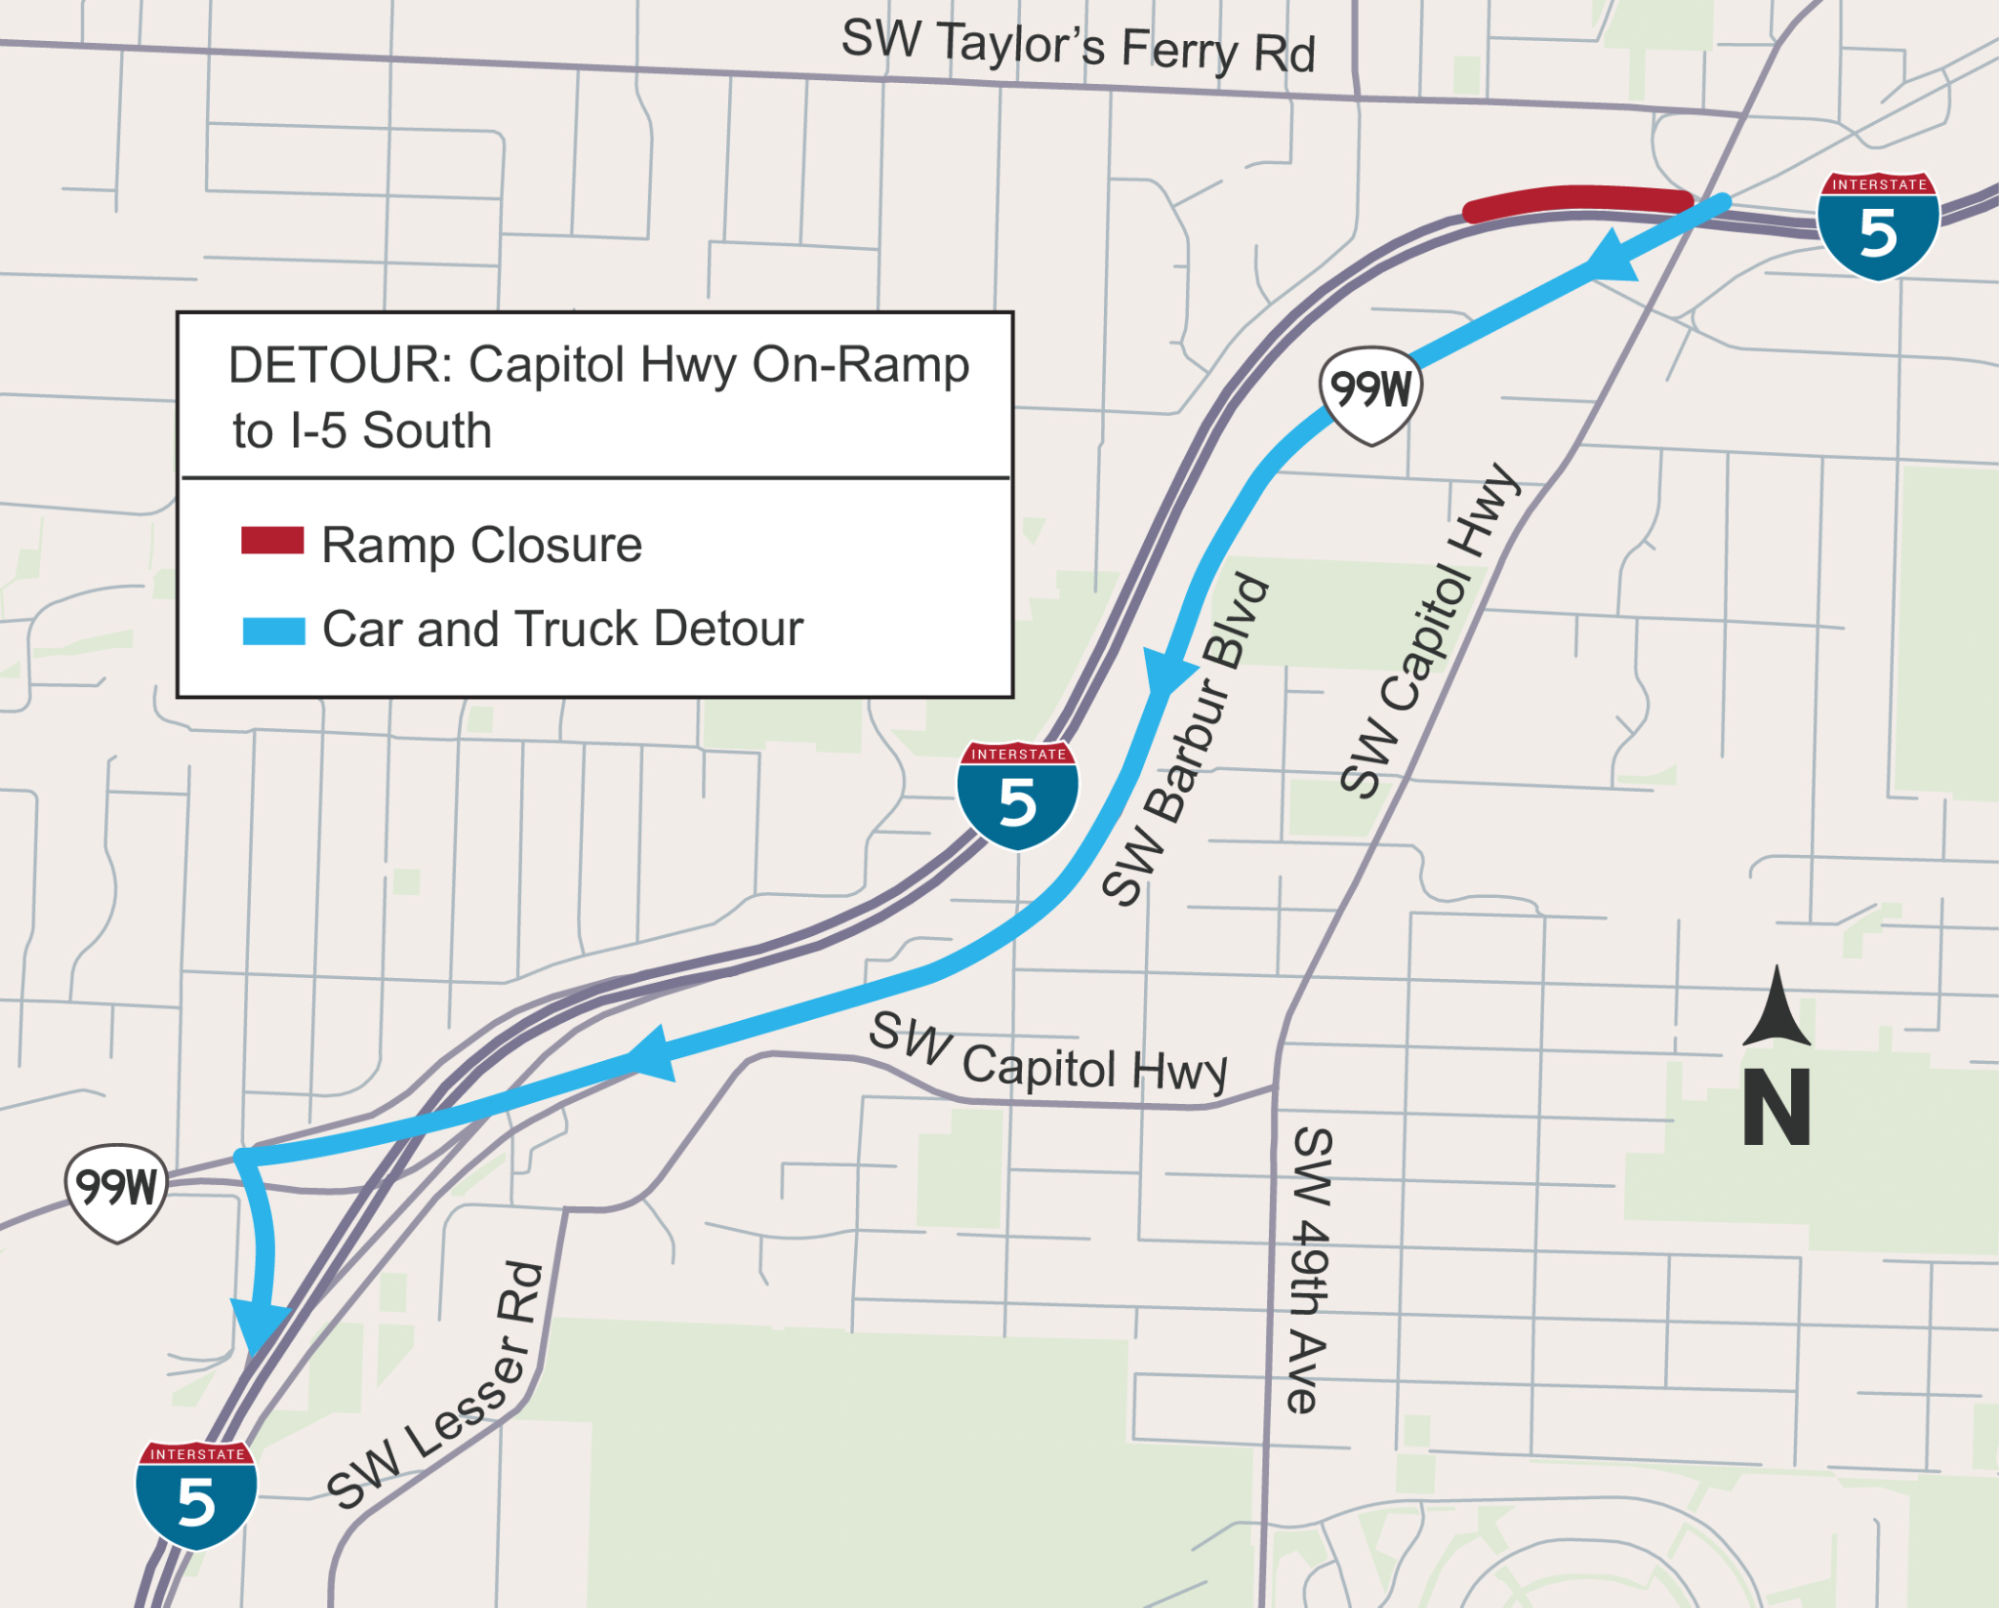 SW Taylor's Ferry Rd
INTERSTATE
5
DETOUR: Capitol Hwy On-Ramp
to I-5 South
Ramp Closure
Car and Truck Detour
99W
SW Capitol Hwy
SW Barbur Blvd
INTERSTATE
5
SW Capitol Hwy
N
99W
SW 49th Ave
SW Lesser Rd
INTERSTATE
5